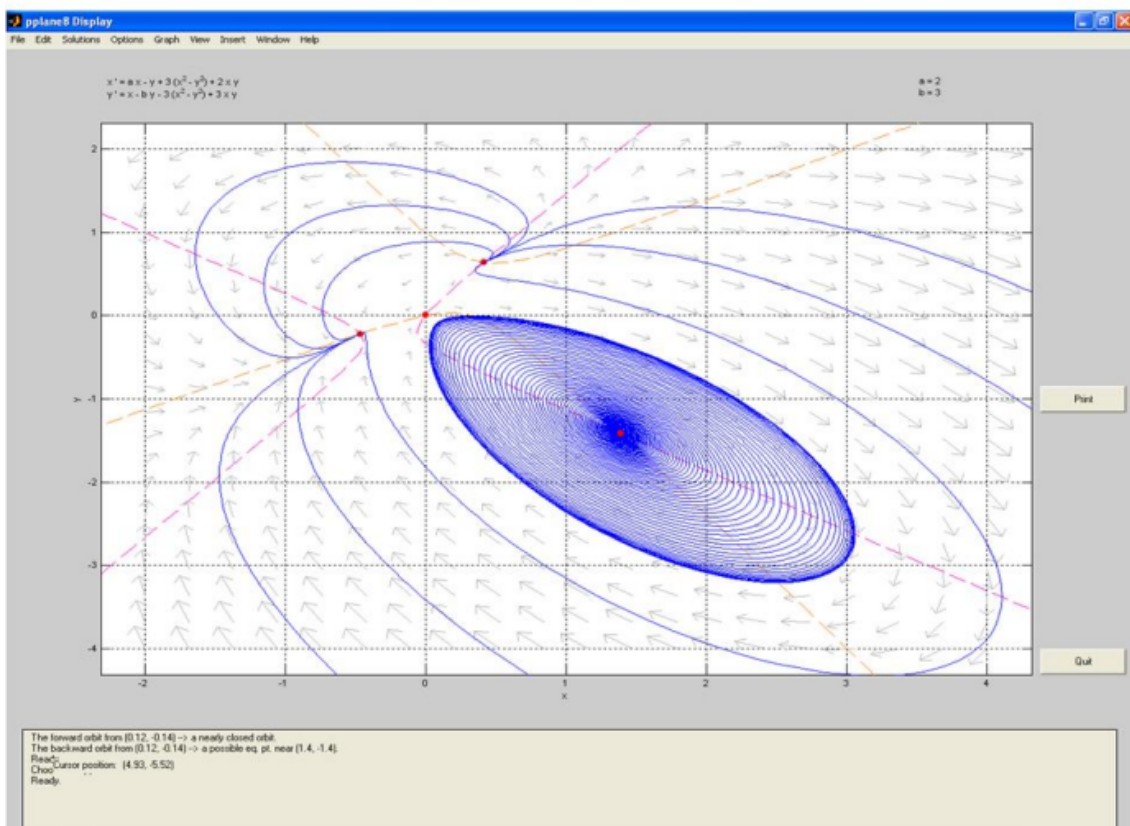 pplane8 Display
File Edit Solutions Options Graph View Insert Window Help
x ' = a x - y + 3 (x² - y²) + 2 x y
y ' = x - b y - 3 (x² - y²) + 3 x y
a = 2
b = 3
2
1
0
-1
-2
-3
-4
y
-2 -1 0 1 2 3 4
x
Print
Quit
The forward orbit from (0.12, -0.14) --> a nearly closed orbit.
The backward orbit from (0.12, -0.14) --> a possible eq. pt. near (1.4, -1.4).
Ready.
Choo Cursor position: (4.93, -5.52)
Ready.